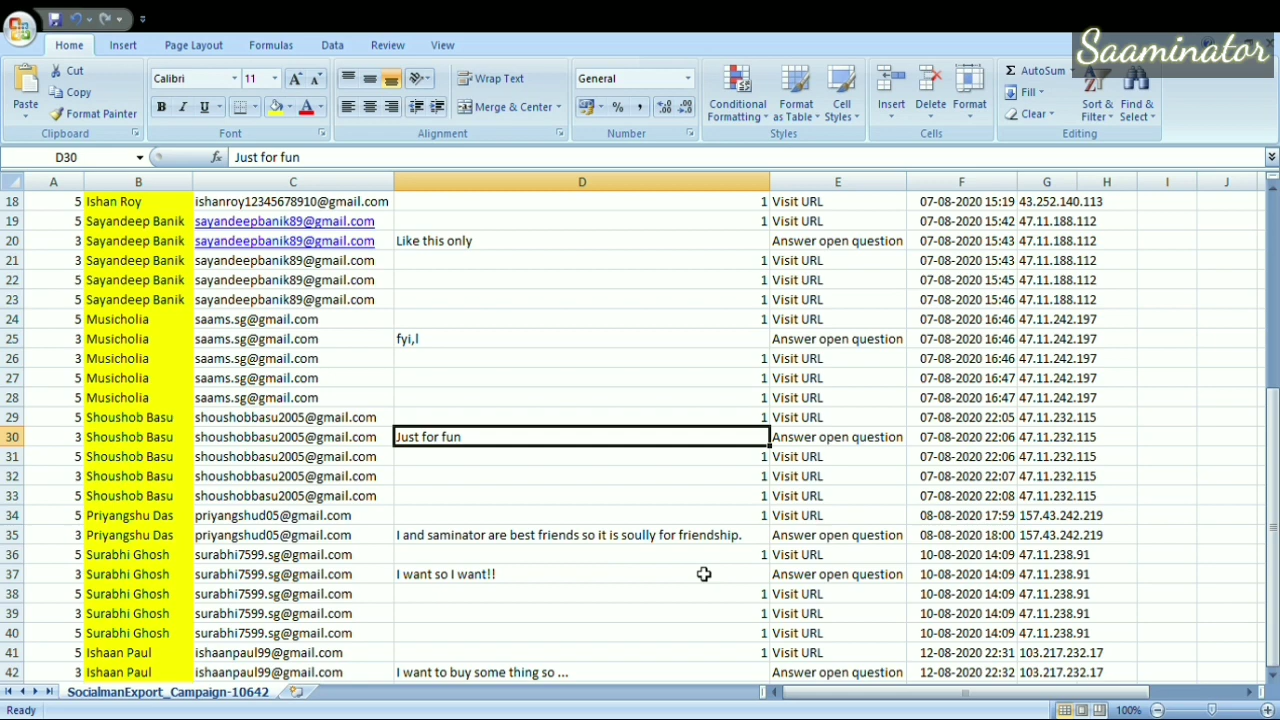 Saaminator
Home Insert Page Layout Formulas Data Review View
Cut Calibri 11 Wrap Text General AutoSum
Copy Fill
Paste Format Painter Merge & Center Conditional Formatting Format as Table Cell Styles Insert Delete Format Clear Sort & Filter Find & Select
Clipboard Font Alignment Number Styles Cells Editing
D30 fx Just for fun
A B C D E F G H I J
18 5 Ishan Roy ishanroy12345678910@gmail.com 1 Visit URL 07-08-2020 15:19 43.252.140.113
19 5 Sayandeep Banik sayandeepbanik89@gmail.com 1 Visit URL 07-08-2020 15:42 47.11.188.112
20 3 Sayandeep Banik sayandeepbanik89@gmail.com Like this only Answer open question 07-08-2020 15:43 47.11.188.112
21 3 Sayandeep Banik sayandeepbanik89@gmail.com 1 Visit URL 07-08-2020 15:43 47.11.188.112
22 5 Sayandeep Banik sayandeepbanik89@gmail.com 1 Visit URL 07-08-2020 15:45 47.11.188.112
23 5 Sayandeep Banik sayandeepbanik89@gmail.com 1 Visit URL 07-08-2020 15:46 47.11.188.112
24 5 Musicholia saams.sg@gmail.com 1 Visit URL 07-08-2020 16:46 47.11.242.197
25 3 Musicholia saams.sg@gmail.com fyi,l Answer open question 07-08-2020 16:46 47.11.242.197
26 3 Musicholia saams.sg@gmail.com 1 Visit URL 07-08-2020 16:46 47.11.242.197
27 5 Musicholia saams.sg@gmail.com 1 Visit URL 07-08-2020 16:47 47.11.242.197
28 5 Musicholia saams.sg@gmail.com 1 Visit URL 07-08-2020 16:47 47.11.242.197
29 5 Shoushob Basu shoushobbasu2005@gmail.com 1 Visit URL 07-08-2020 22:05 47.11.232.115
30 3 Shoushob Basu shoushobbasu2005@gmail.com Just for fun Answer open question 07-08-2020 22:06 47.11.232.115
31 5 Shoushob Basu shoushobbasu2005@gmail.com 1 Visit URL 07-08-2020 22:06 47.11.232.115
32 3 Shoushob Basu shoushobbasu2005@gmail.com 1 Visit URL 07-08-2020 22:07 47.11.232.115
33 5 Shoushob Basu shoushobbasu2005@gmail.com 1 Visit URL 07-08-2020 22:08 47.11.232.115
34 5 Priyangshu Das priyangshud05@gmail.com 1 Visit URL 08-08-2020 17:59 157.43.242.219
35 3 Priyangshu Das priyangshud05@gmail.com I and saminator are best friends so it is soully for friendship. Answer open question 08-08-2020 18:00 157.43.242.219
36 5 Surabhi Ghosh surabhi7599.sg@gmail.com 1 Visit URL 10-08-2020 14:09 47.11.238.91
37 3 Surabhi Ghosh surabhi7599.sg@gmail.com I want so I want!! Answer open question 10-08-2020 14:09 47.11.238.91
38 5 Surabhi Ghosh surabhi7599.sg@gmail.com 1 Visit URL 10-08-2020 14:09 47.11.238.91
39 3 Surabhi Ghosh surabhi7599.sg@gmail.com 1 Visit URL 10-08-2020 14:09 47.11.238.91
40 5 Surabhi Ghosh surabhi7599.sg@gmail.com 1 Visit URL 10-08-2020 14:09 47.11.238.91
41 5 Ishaan Paul ishaanpaul99@gmail.com 1 Visit URL 12-08-2020 22:31 103.217.232.17
42 3 Ishaan Paul ishaanpaul99@gmail.com I want to buy some thing so ... Answer open question 12-08-2020 22:32 103.217.232.17
SocialmanExport_Campaign-10642
Ready 100%